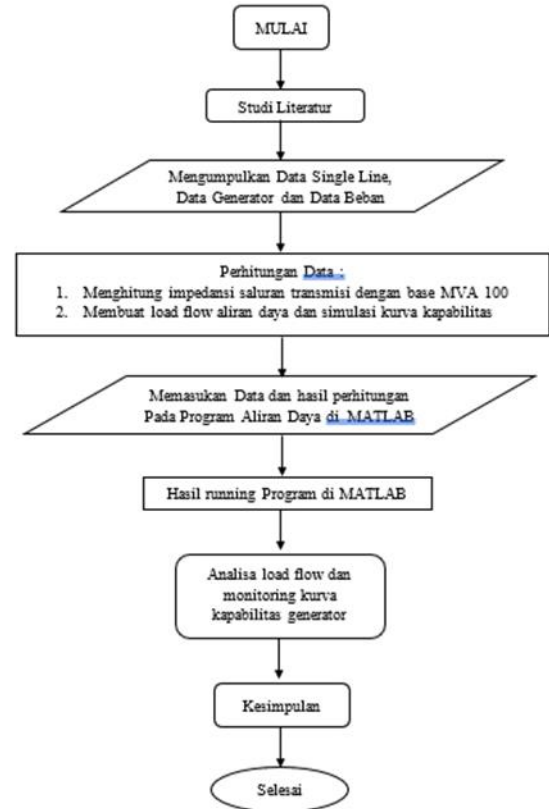 MULAI
Studi Literatur
Mengumpulkan Data Single Line,
Data Generator dan Data Beban
Perhitungan Data :
1. Menghitung impedansi saluran transmisi dengan base MVA 100
2. Membuat load flow aliran daya dan simulasi kurva kapabilitas
Memasukan Data dan hasil perhitungan
Pada Program Aliran Daya di MATLAB
Hasil running Program di MATLAB
Analisa load flow dan
monitoring kurva
kapabilitas generator
Kesimpulan
Selesai